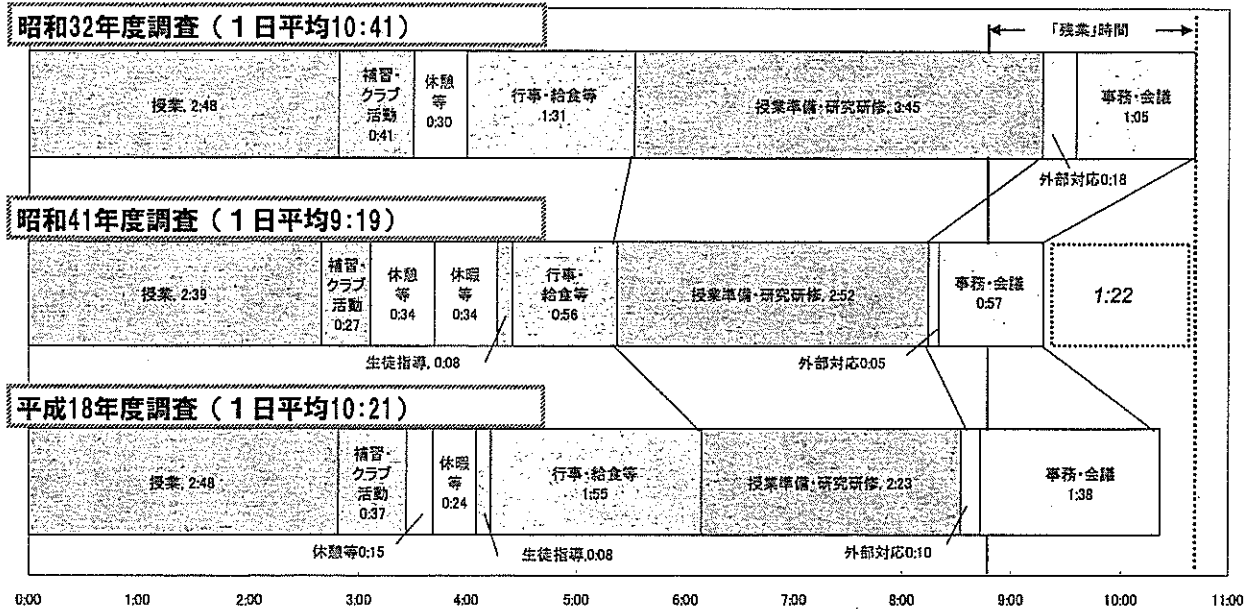 昭和32年度調査(1日平均10:41)
「残業」時間
授業, 2:48
補習・
クラブ
活動
0:41
休憩
等
0:30
行事・給食等
1:31
授業準備・研究研修, 3:45
事務・会議
1:05
外部対応0:18
昭和41年度調査(1日平均9:19)
授業, 2:39
補習・
クラブ
活動
0:27
休憩
等
0:34
休暇
等
0:34
行事・
給食等
0:56
授業準備・研究研修, 2:52
事務・会議
0:57
1:22
生徒指導, 0:08
外部対応0:05
平成18年度調査(1日平均10:21)
授業, 2:48
補習・
クラブ
活動
0:37
休暇
等
0:24
行事・給食等
1:55
授業準備・研究研修, 2:23
事務・会議
1:38
休憩等0:15
生徒指導,0:08
外部対応0:10
0:00 1:00 2:00 3:00 4:00 5:00 6:00 7:00 8:00 9:00 10:00 11:00